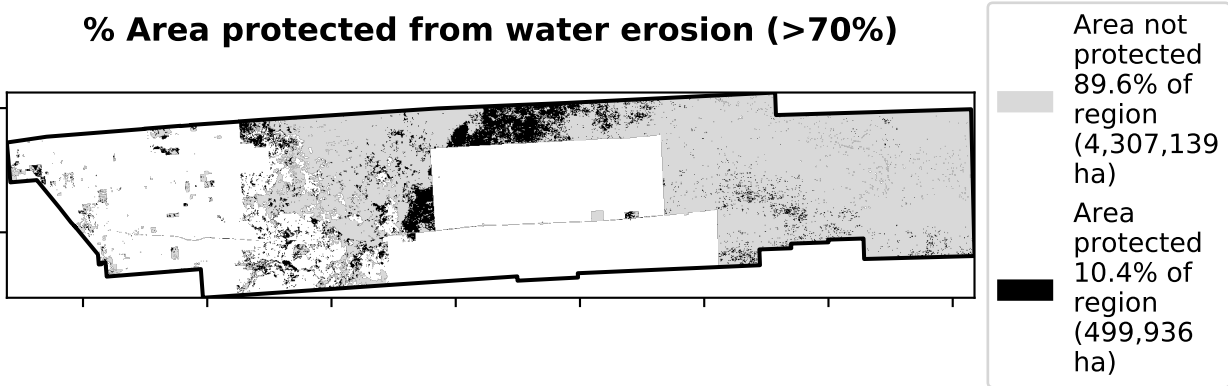 % Area protected from water erosion (>70%)
Area not
protected
89.6% of
region
(4,307,139
ha)
Area
protected
10.4% of
region
(499,936
ha)